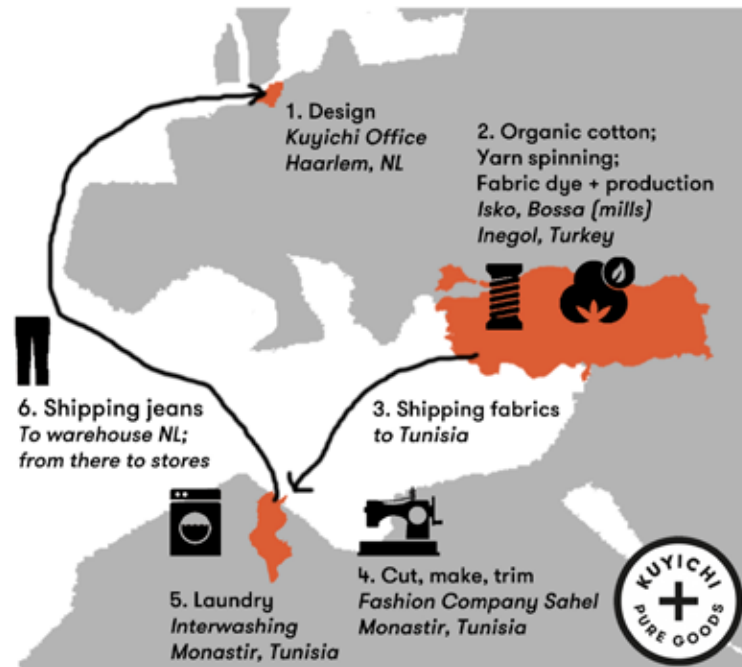 1. Design
Kuyichi Office
Haarlem, NL
2. Organic cotton;
Yarn spinning;
Fabric dye + production
Isko, Bossa (mills)
Inegol, Turkey
3. Shipping fabrics
to Tunisia
4. Cut, make, trim
Fashion Company Sahel
Monastir, Tunisia
5. Laundry
Interwashing
Monastir, Tunisia
6. Shipping jeans
To warehouse NL;
from there to stores
KUYICHI
PURE GOODS